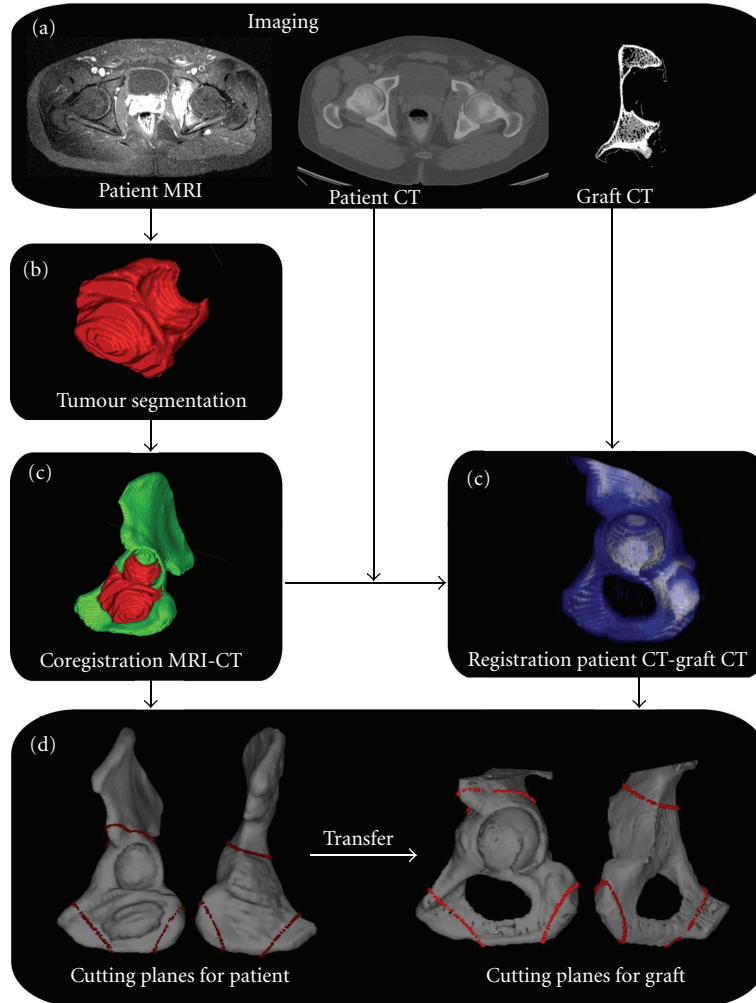 (a)
Imaging
Patient MRI
Patient CT
Graft CT
(b)
Tumour segmentation
(c)
Coregistration MRI-CT
(c)
Registration patient CT-graft CT
(d)
Transfer
Cutting planes for patient
Cutting planes for graft